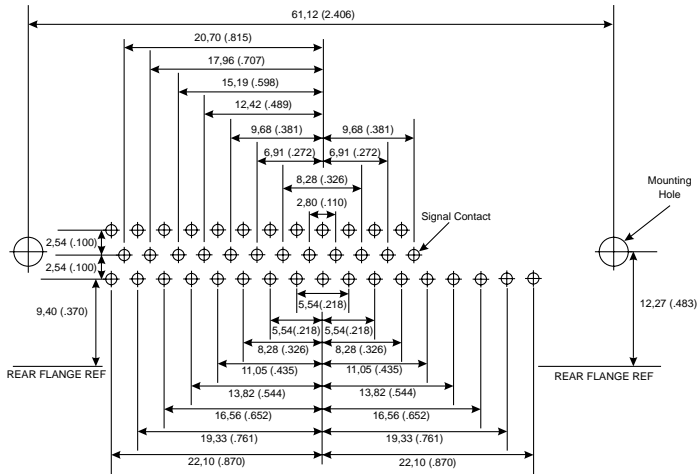 61,12 (2.406)
20,70 (.815)
17,96 (.707)
15,19 (.598)
12,42 (.489)
9,68 (.381) 9,68 (.381)
6,91 (.272) 6,91 (.272)
8,28 (.326)
2,80 (.110)
Mounting
Hole
Signal Contact
2,54 (.100)
2,54 (.100)
9,40 (.370)
12,27 (.483)
5,54(.218)
5,54(.218) 5,54(.218)
8,28 (.326) 8,28 (.326)
11,05 (.435) 11,05 (.435)
REAR FLANGE REF REAR FLANGE REF
13,82 (.544) 13,82 (.544)
16,56 (.652) 16,56 (.652)
19,33 (.761) 19,33 (.761)
22,10 (.870) 22,10 (.870)